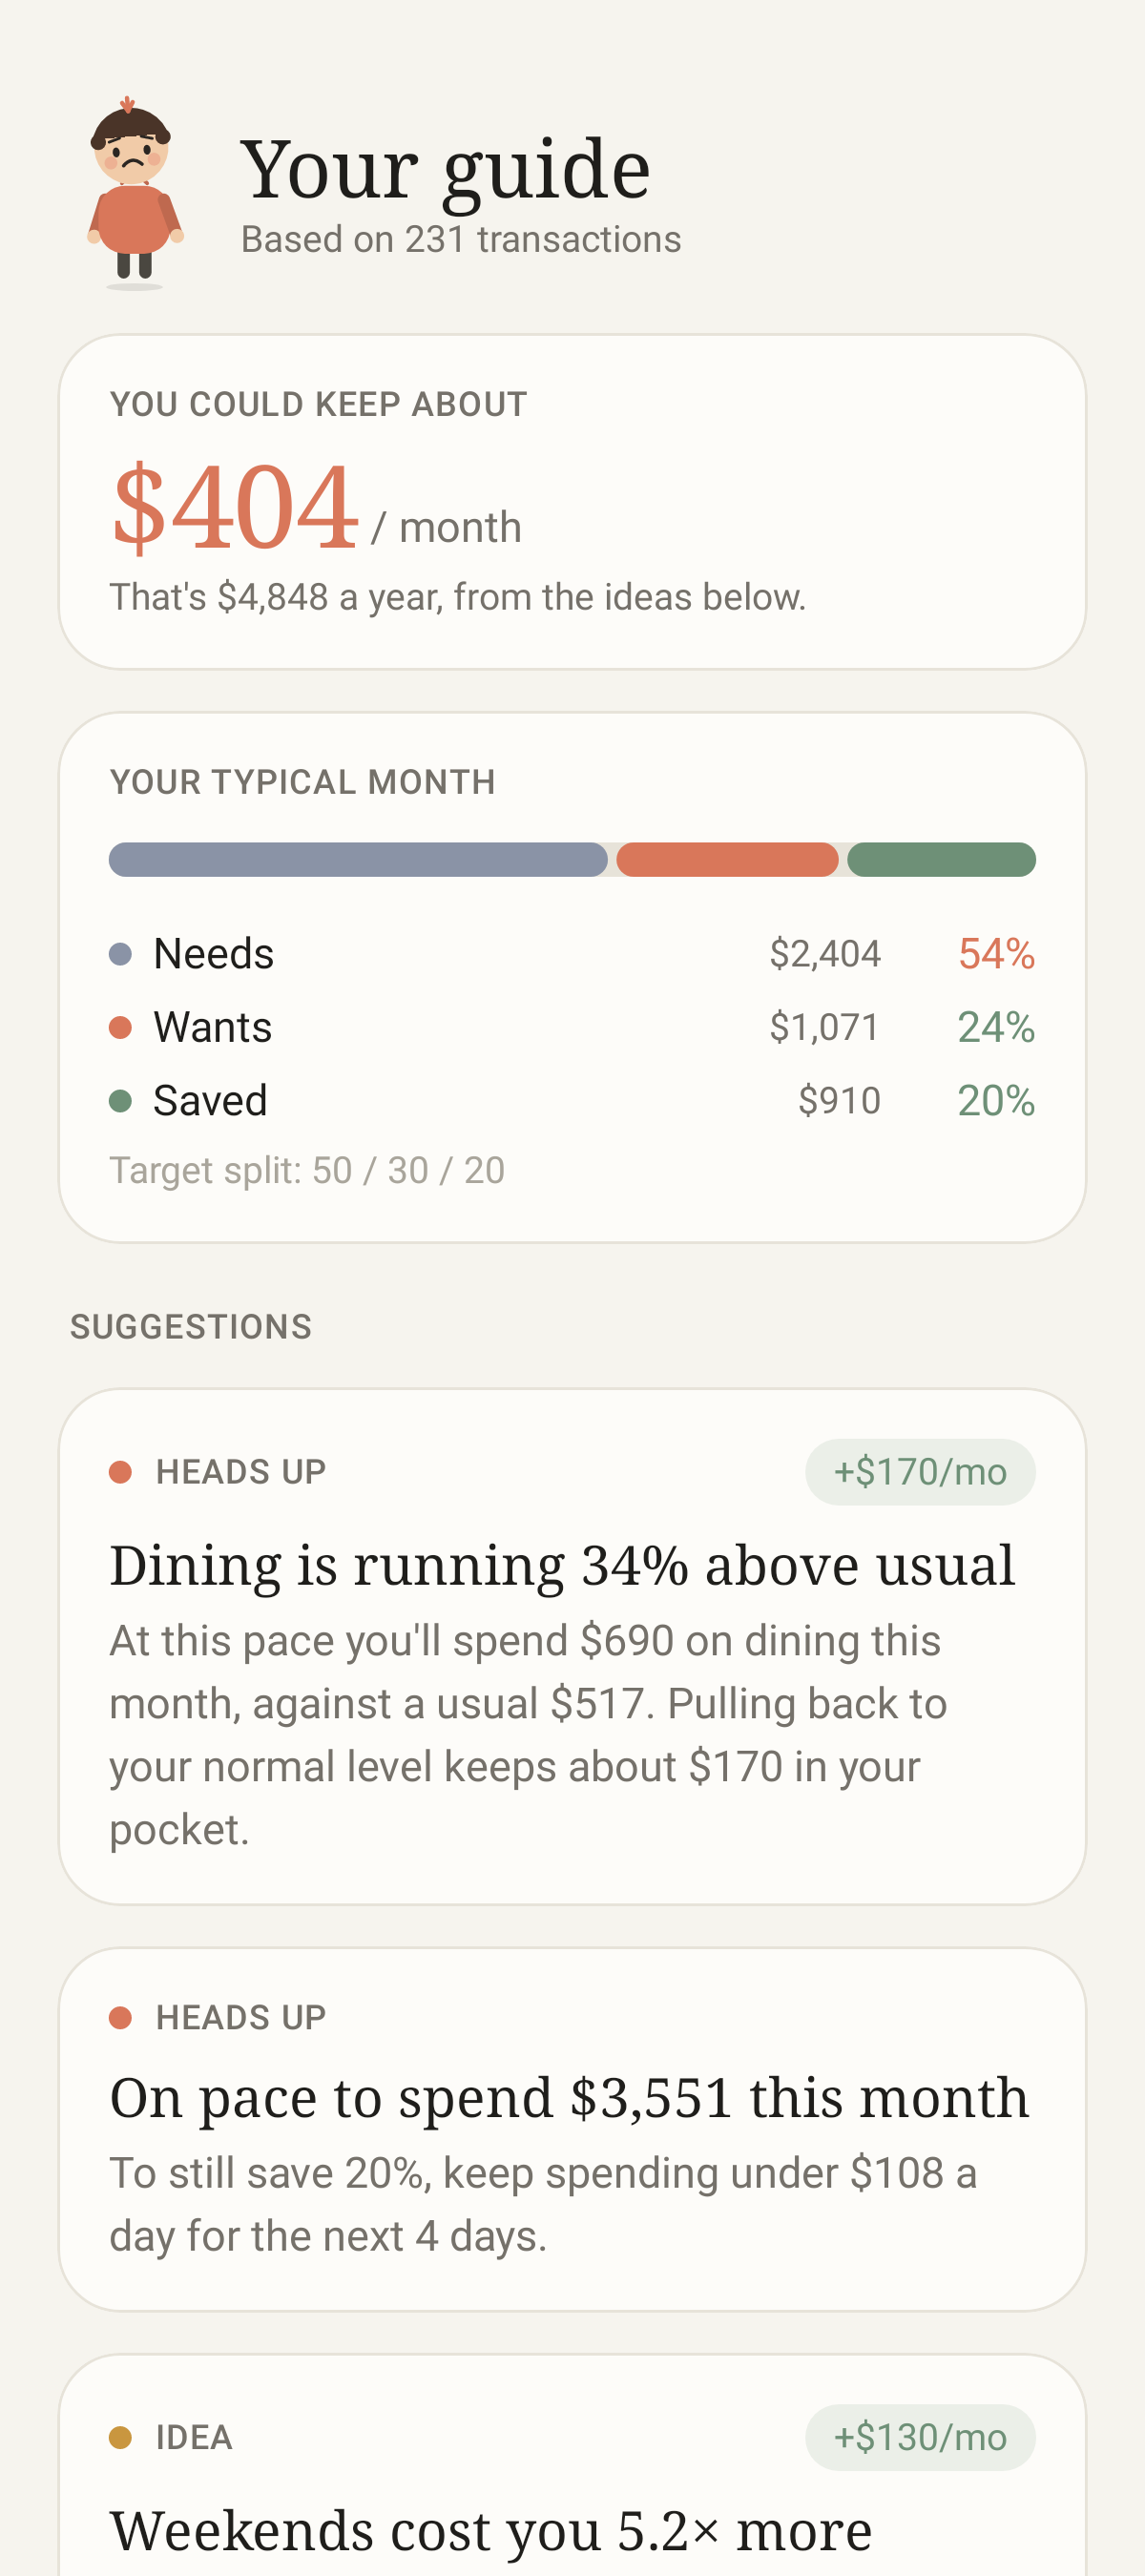 Your guide
Based on 231 transactions
YOU COULD KEEP ABOUT
$404 / month
That's $4,848 a year, from the ideas below.
YOUR TYPICAL MONTH
Needs $2,404 54%
Wants $1,071 24%
Saved $910 20%
Target split: 50 / 30 / 20
SUGGESTIONS
HEADS UP +$170/mo
Dining is running 34% above usual
At this pace you'll spend $690 on dining this
month, against a usual $517. Pulling back to
your normal level keeps about $170 in your
pocket.
HEADS UP
On pace to spend $3,551 this month
To still save 20%, keep spending under $108 a
day for the next 4 days.
IDEA +$130/mo
Weekends cost you 5.2× more